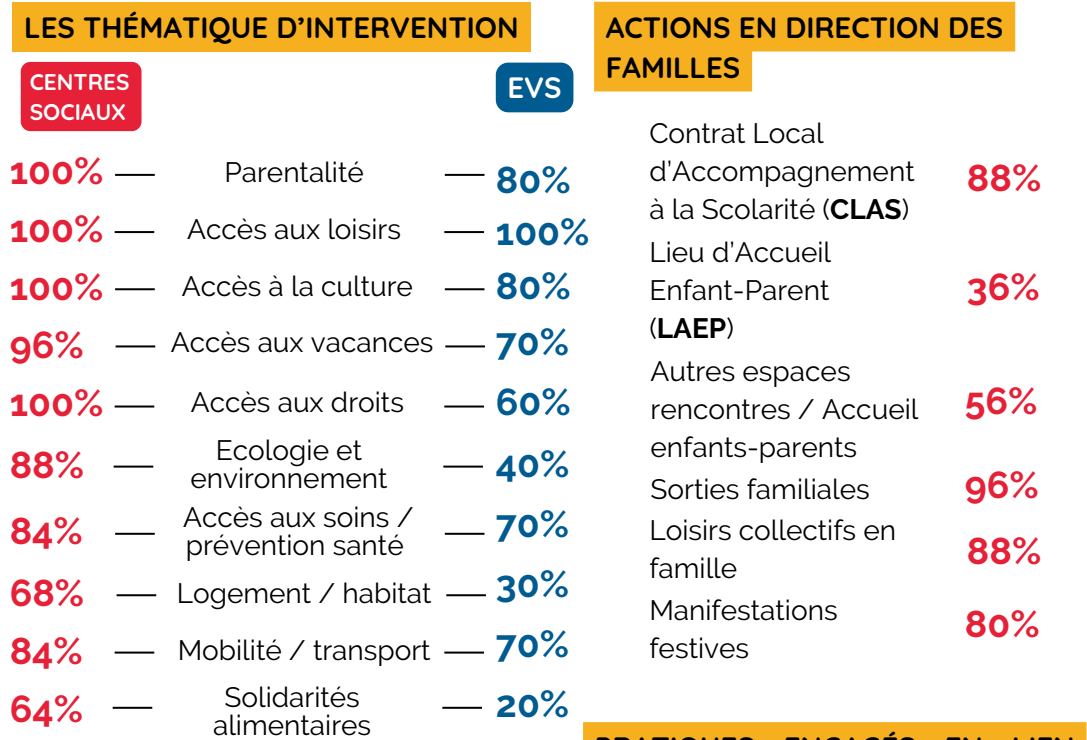 LES THÉMATIQUE D'INTERVENTION
CENTRES
SOCIAUX
EVS
100% — Parentalité — 80%
100% — Accès aux loisirs — 100%
100% — Accès à la culture — 80%
96% — Accès aux vacances — 70%
100% — Accès aux droits — 60%
88% — Ecologie et
environnement — 40%
84% — Accès aux soins /
prévention santé — 70%
68% — Logement / habitat — 30%
84% — Mobilité / transport — 70%
64% — Solidarités
alimentaires — 20%
ACTIONS EN DIRECTION DES
FAMILLES
Contrat Local
d'Accompagnement 88%
à la Scolarité (CLAS)
Lieu d'Accueil
Enfant-Parent 36%
(LAEP)
Autres espaces
rencontres / Accueil 56%
enfants-parents
Sorties familiales 96%
Loisirs collectifs en
famille 88%
Manifestations
festives 80%
PRATIQUES ENGAGÉS EN LIEN